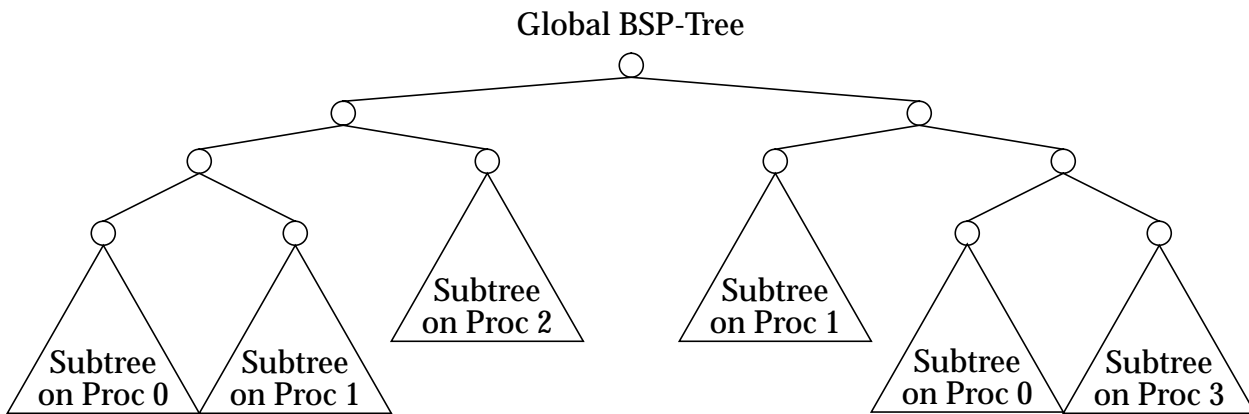 Global BSP-Tree
Subtree
on Proc 2
Subtree
on Proc 1
Subtree
on Proc 0
Subtree
on Proc 1
Subtree
on Proc 0
Subtree
on Proc 3